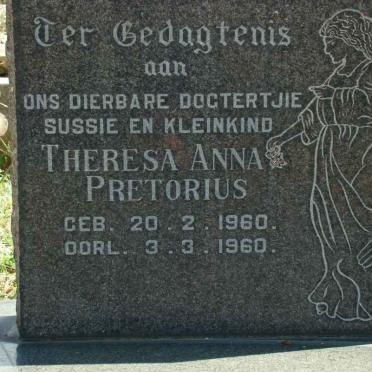 Ter Gedagtenis
aan
ONS DIERBARE DOGTERTJIE
SUSSIE EN KLEINKIND
THERESA ANNA
PRETORIUS
GEB. 20.2.1960.
OORL. 3.3.1960.